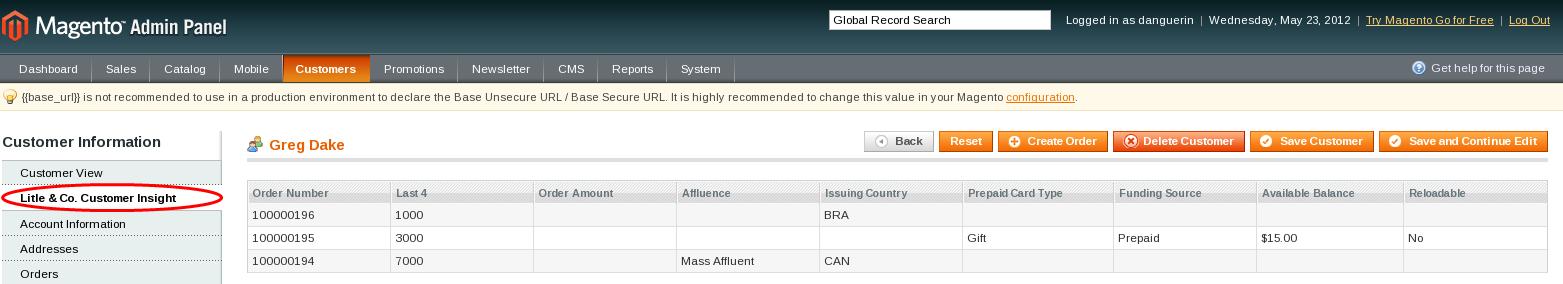 Magento™ Admin Panel
Global Record Search
Logged in as danguerin | Wednesday, May 23, 2012 | Try Magento Go for Free | Log Out
Dashboard Sales Catalog Mobile Customers Promotions Newsletter CMS Reports System Get help for this page
{{base_url}} is not recommended to use in a production environment to declare the Base Unsecure URL / Base Secure URL. It is highly recommended to change this value in your Magento configuration.
Customer Information
Customer View
Litle & Co. Customer Insight
Account Information
Addresses
Orders
Greg Dake
Back Reset Create Order Delete Customer Save Customer Save and Continue Edit
Order Number Last 4 Order Amount Affluence Issuing Country Prepaid Card Type Funding Source Available Balance Reloadable
100000196 1000 BRA
100000195 3000 Gift Prepaid $15.00 No
100000194 7000 Mass Affluent CAN